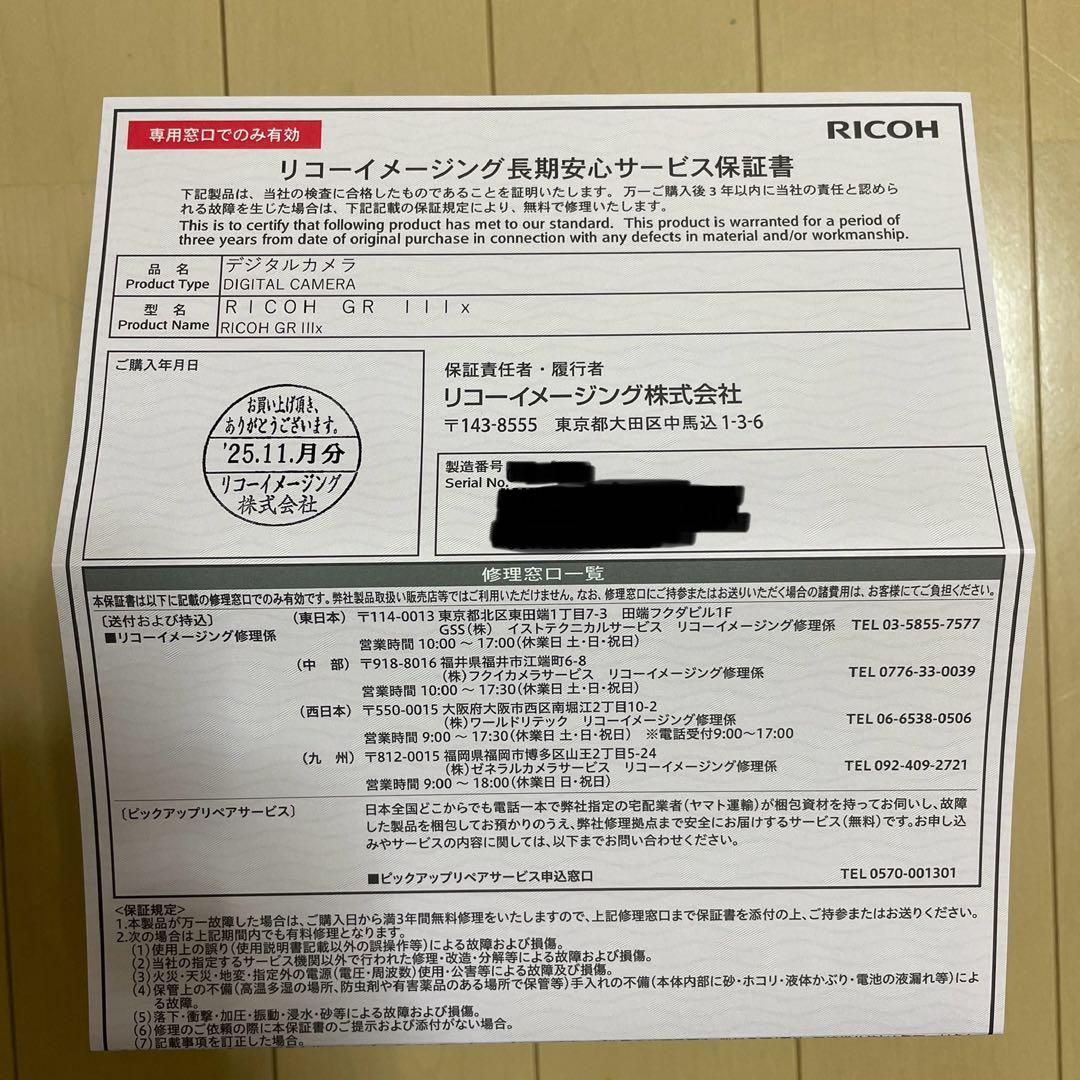 専用窓口でのみ有効
RICOH
リコーイメージング長期安心サービス保証書
下記製品は、当社の検査に合格したものであることを証明いたします。万一ご購入後3年以内に当社の責任と認めら
れる故障を生じた場合は、下記記載の保証規定により、無料で修理いたします。
This is to certify that following product has met to our standard. This product is warranted for a period of
three years from date of original purchase in connection with any defects in material and/or workmanship.
品名 デジタルカメラ
Product Type DIGITAL CAMERA
型名 RICOH GR IIIx
Product Name RICOH GR IIIx
ご購入年月日
お買い上げ頂き、
ありがとうございます。
'25.11.月分
リコーイメージング
株式会社
保証責任者・履行者
リコーイメージング株式会社
〒143-8555 東京都大田区中馬込1-3-6
製造番号
Serial No.
修理窓口一覧
本保証書は以下に記載の修理窓口でのみ有効です。弊社製品取扱い販売店等ではご利用いただけません。なお、修理窓口にご持参またはお送りいただく場合の諸費用は、お客様にてご負担ください。
〔送付および持込〕 (東日本) 〒114-0013 東京都北区東田端1丁目7-3 田端フクダビル1F
■リコーイメージング修理係 GSS(株) イストテクニカルサービス リコーイメージング修理係 TEL 03-5855-7577
営業時間 10:00 ～ 17:00(休業日 土・日・祝日)
(中部) 〒918-8016 福井県福井市江端町6-8
(株)フクイカメラサービス リコーイメージング修理係 TEL 0776-33-0039
営業時間 10:00 ～ 17:30(休業日 土・日・祝日)
(西日本) 〒550-0015 大阪府大阪市西区南堀江2丁目10-2
(株)ワールドリテック リコーイメージング修理係 TEL 06-6538-0506
営業時間 9:00 ～ 17:30(休業日 土・日・祝日) ※電話受付9:00～17:00
(九州) 〒812-0015 福岡県福岡市博多区山王2丁目5-24
(株)ゼネラルカメラサービス リコーイメージング修理係 TEL 092-409-2721
営業時間 9:00 ～ 18:00(休業日 日・祝日)
〔ピックアップリペアサービス〕 日本全国どこからでも電話一本で弊社指定の宅配業者(ヤマト運輸)が梱包資材を持ってお伺いし、故障
した製品を梱包してお預かりのうえ、弊社修理拠点まで安全にお届けするサービス(無料)です。お申し込
みやサービスの内容に関しては、以下までお問い合わせください。
■ピックアップリペアサービス申込窓口 TEL 0570-001301
<保証規定>
1.本製品が万一故障した場合は、ご購入日から満3年間無料修理をいたしますので、上記修理窓口まで保証書を添付の上、ご持参またはお送りください。
2.次の場合は上記期間内でも有料修理となります。
(1)使用上の誤り(使用説明書記載以外の誤操作等)による故障および損傷。
(2)当社の指定するサービス機関以外で行われた修理・改造・分解等による故障および損傷。
(3)火災・天災・地変・指定外の電源(電圧・周波数)使用・公害等による故障及び損傷。
(4)保管上の不備(高温多湿の場所、防虫剤や有害薬品のある場所で保管等)手入れの不備(本体内部に砂・ホコリ・液体かぶり・電池の液漏れ等)によ
る故障。
(5)落下・衝撃・加圧・振動・浸水・砂等による故障および損傷。
(6)修理のご依頼の際に本保証書のご提示および添付がない場合。
(7)記載事項を訂正した場合。